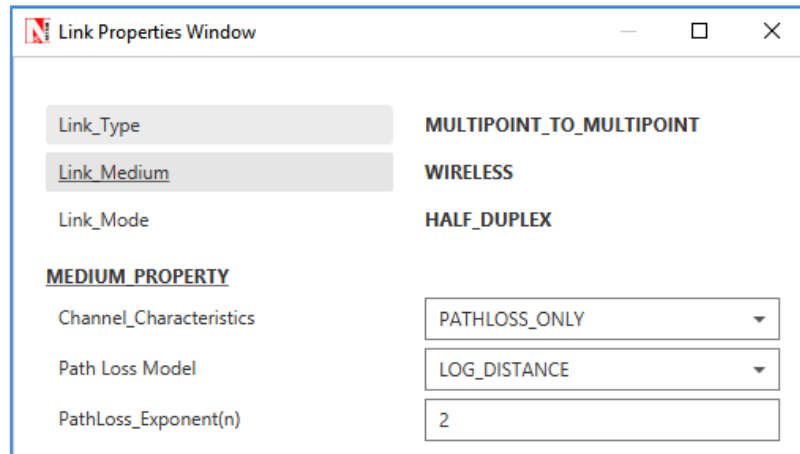 Link Properties Window
Link_Type MULTIPOINT_TO_MULTIPOINT
Link_Medium WIRELESS
Link_Mode HALF_DUPLEX
MEDIUM_PROPERTY
Channel_Characteristics PATHLOSS_ONLY
Path Loss Model LOG_DISTANCE
PathLoss_Exponent(n) 2